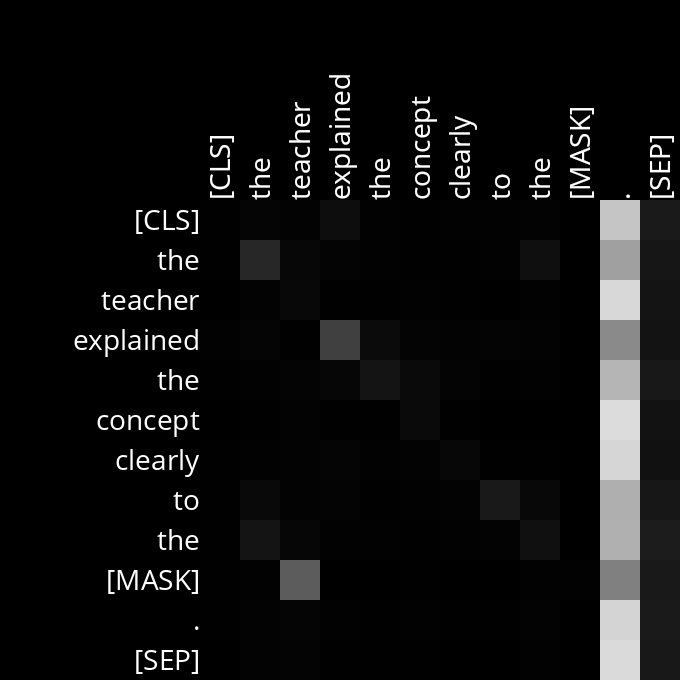 [CLS]
the
teacher
explained
the
concept
clearly
to
the
[MASK]
.
[SEP]
[CLS]
the
teacher
explained
the
concept
clearly
to
the
[MASK]
.
[SEP]